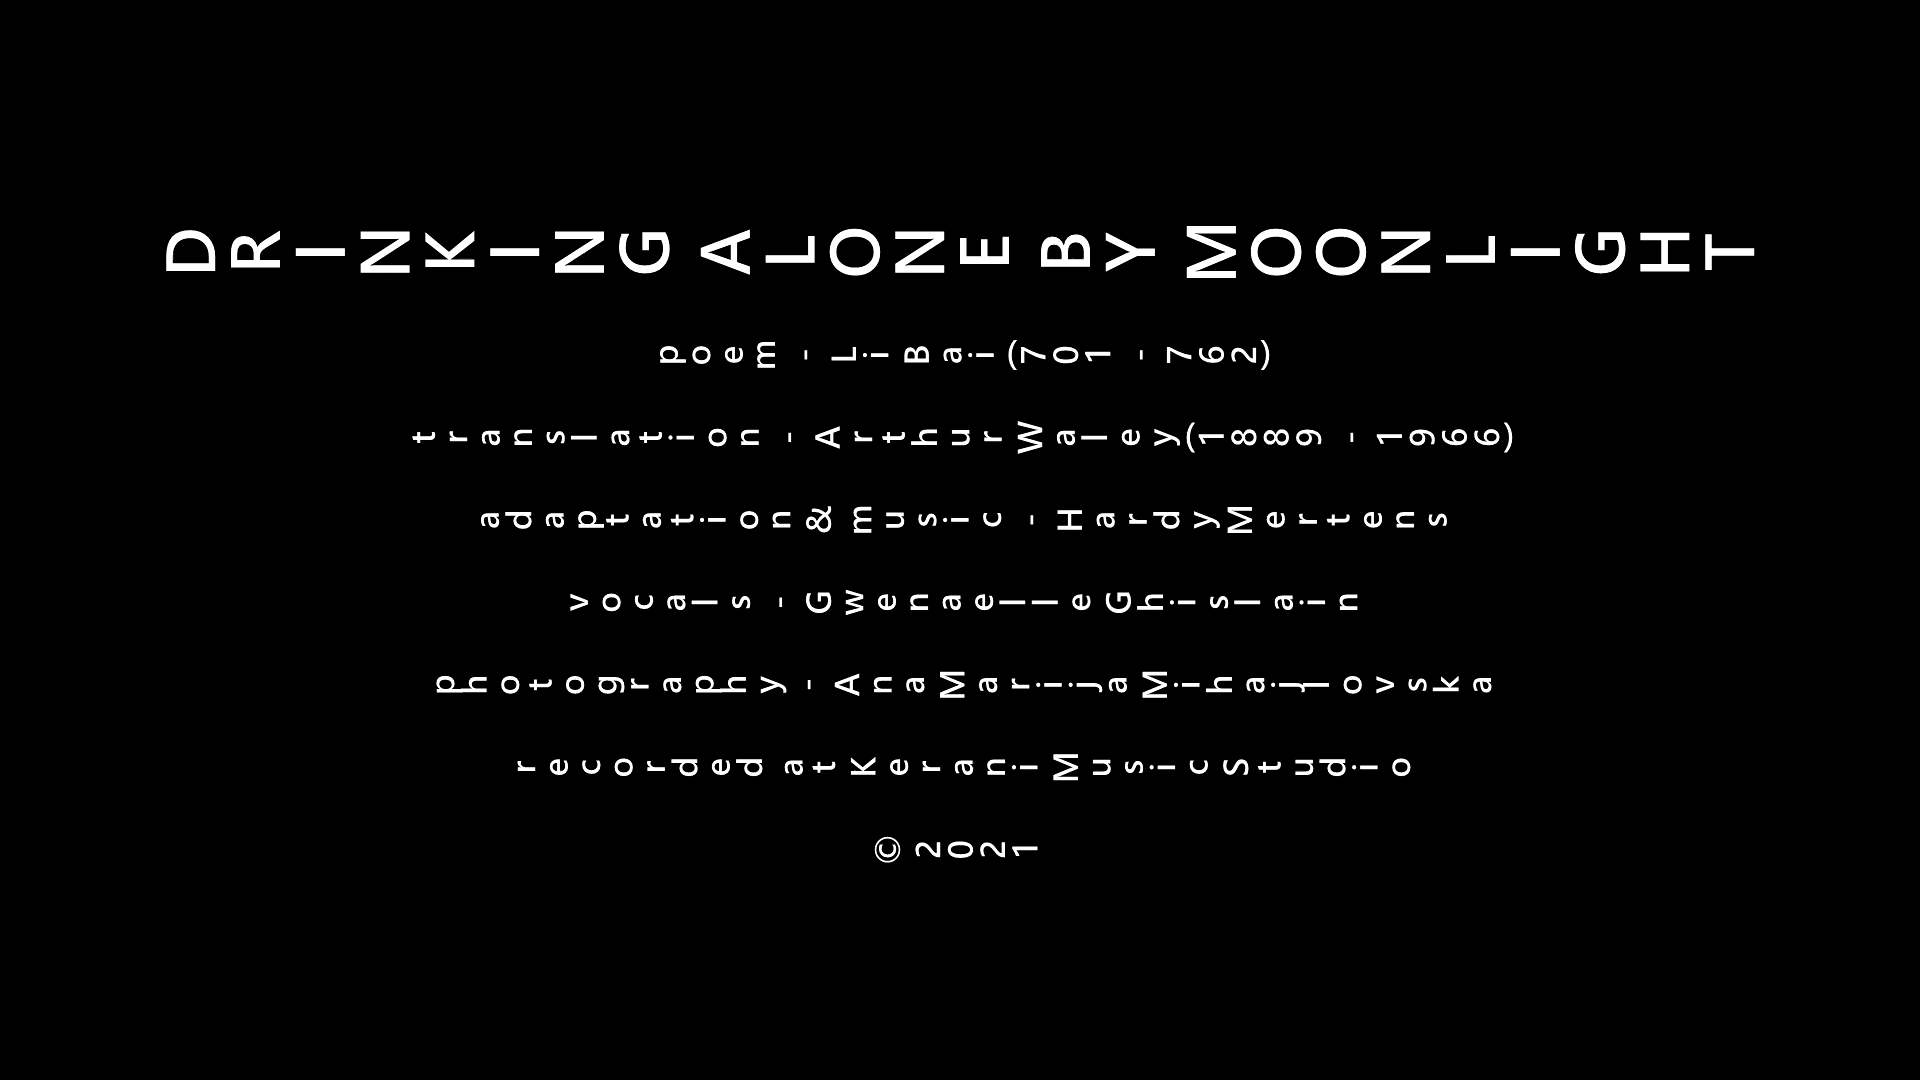 DRINKING ALONE BY MOONLIGHT
poem - Li Bai (701 - 762)
translation - Arthur Waley (1889 - 1966)
adaptation & music - Hardy Mertens
vocals - Gwenaelle Ghislain
photography - Ana Marija Mihajlovska
recorded at Kerani Music Studio
© 2021